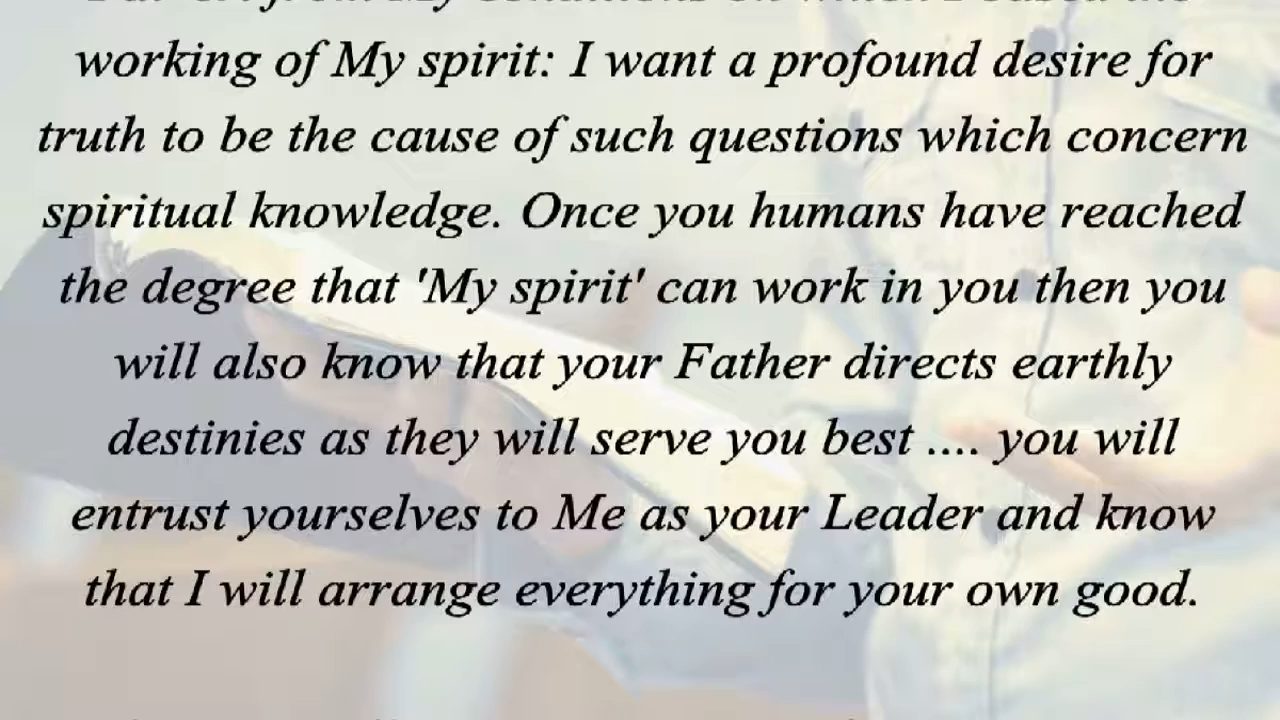 working of My spirit: I want a profound desire for
truth to be the cause of such questions which concern
spiritual knowledge. Once you humans have reached
the degree that 'My spirit' can work in you then you
will also know that your Father directs earthly
destinies as they will serve you best .... you will
entrust yourselves to Me as your Leader and know
that I will arrange everything for your own good.